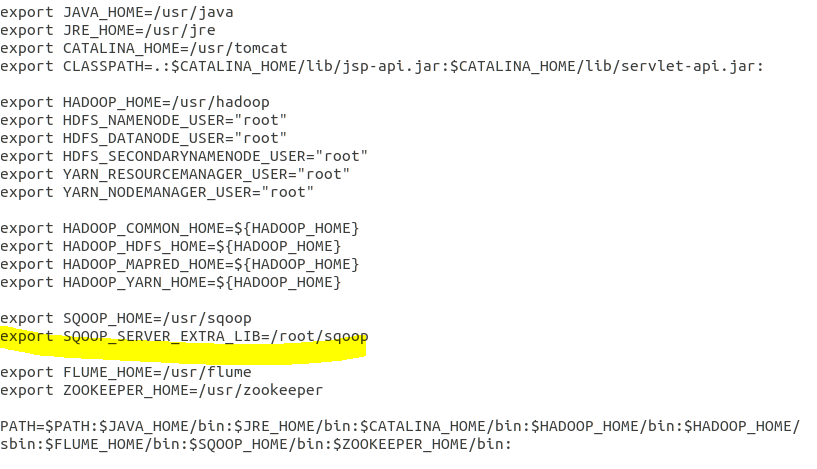 export JAVA_HOME=/usr/java
export JRE_HOME=/usr/jre
export CATALINA_HOME=/usr/tomcat
export CLASSPATH=.:$CATALINA_HOME/lib/jsp-api.jar:$CATALINA_HOME/lib/servlet-api.jar:
export HADOOP_HOME=/usr/hadoop
export HDFS_NAMENODE_USER="root"
export HDFS_DATANODE_USER="root"
export HDFS_SECONDARYNAMENODE_USER="root"
export YARN_RESOURCEMANAGER_USER="root"
export YARN_NODEMANAGER_USER="root"
export HADOOP_COMMON_HOME=${HADOOP_HOME}
export HADOOP_HDFS_HOME=${HADOOP_HOME}
export HADOOP_MAPRED_HOME=${HADOOP_HOME}
export HADOOP_YARN_HOME=${HADOOP_HOME}
export SQOOP_HOME=/usr/sqoop
export SQOOP_SERVER_EXTRA_LIB=/root/sqoop
export FLUME_HOME=/usr/flume
export ZOOKEEPER_HOME=/usr/zookeeper
PATH=$PATH:$JAVA_HOME/bin:$JRE_HOME/bin:$CATALINA_HOME/bin:$HADOOP_HOME/bin:$HADOOP_HOME/
sbin:$FLUME_HOME/bin:$SQOOP_HOME/bin:$ZOOKEEPER_HOME/bin: